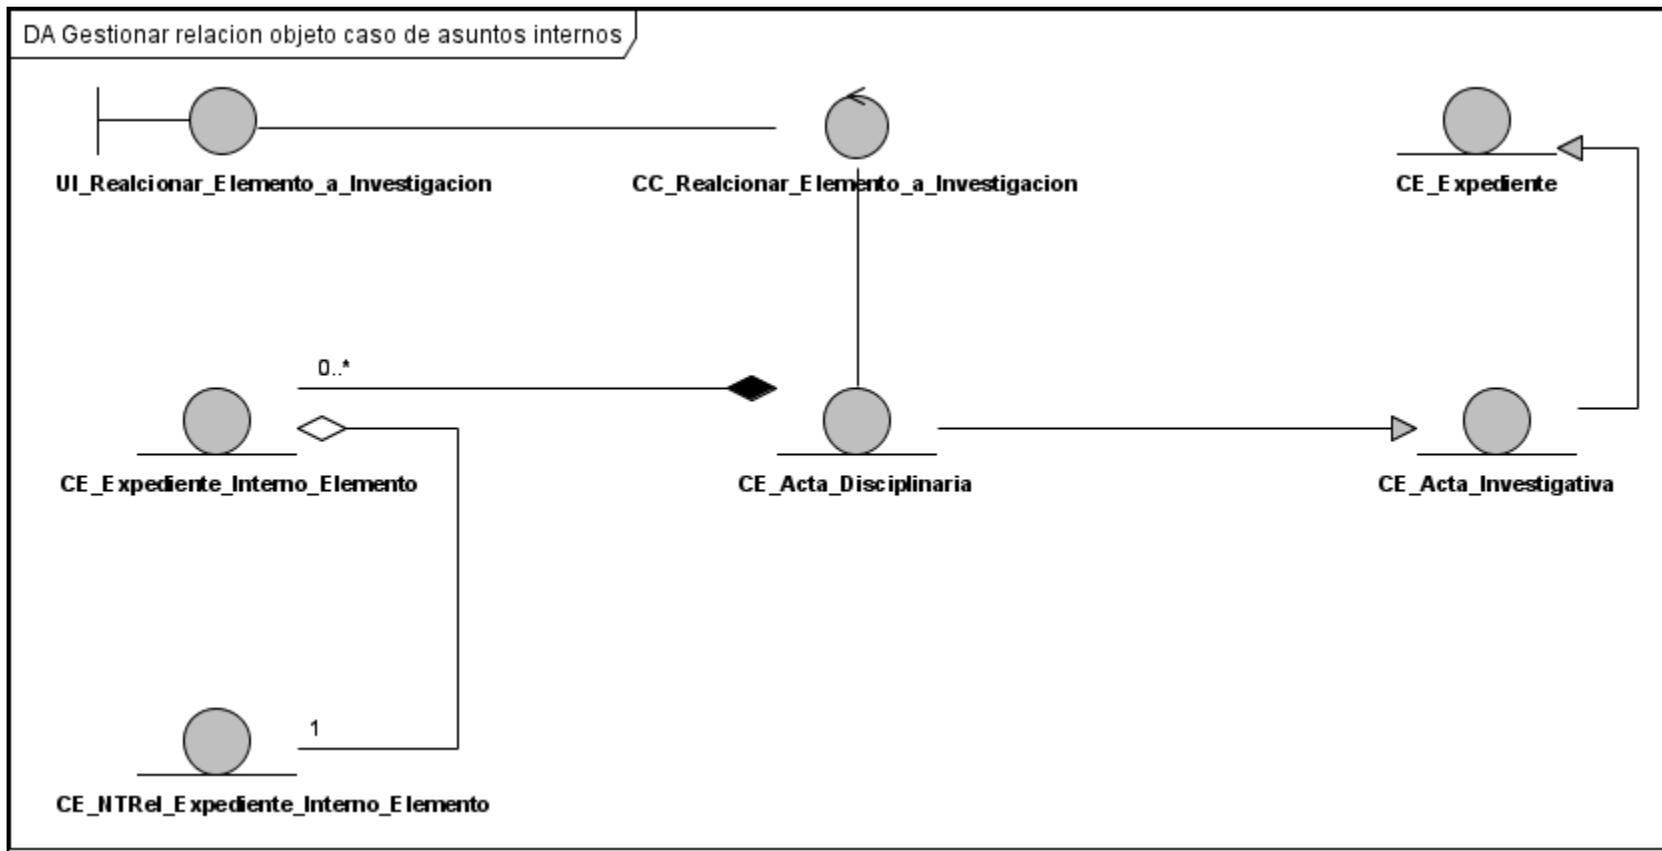 DA Gestionar relacion objeto caso de asuntos internos
UI_Realcionar_Elemento_a_Investigacion
CC_Realcionar_Elemento_a_Investigacion
CE_Expediente
0..*
CE_Expediente_Interno_Elemento
CE_Acta_Disciplinaria
CE_Acta_Investigativa
1
CE_NTRel_Expediente_Interno_Elemento